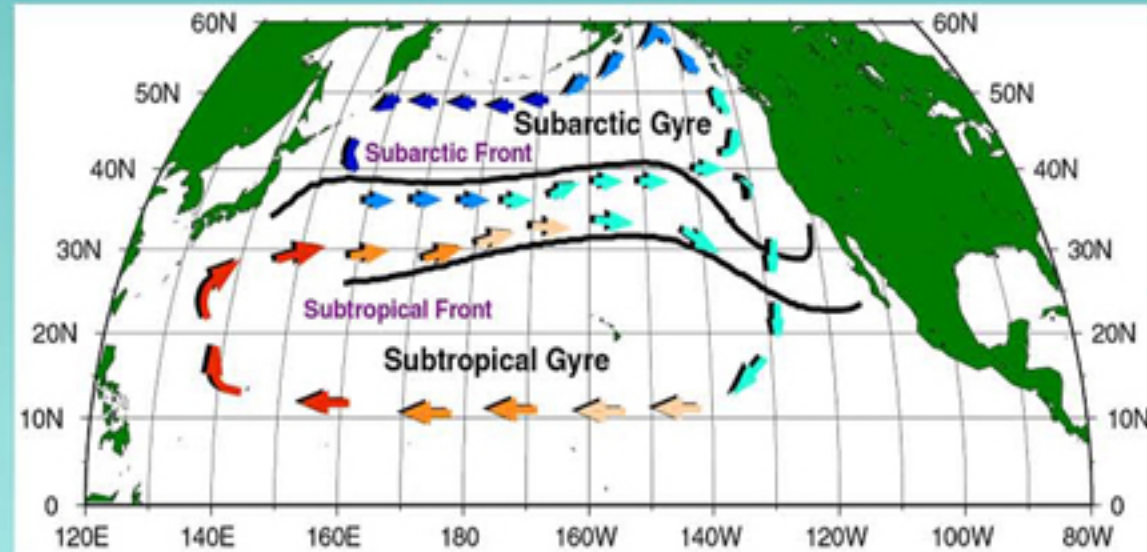 60N 60N
50N 50N
Subarctic Gyre
Subarctic Front
40N 40N
30N 30N
Subtropical Front
20N 20N
Subtropical Gyre
10N 10N
0 0
120E 140E 160E 180 160W 140W 120W 100W 80W